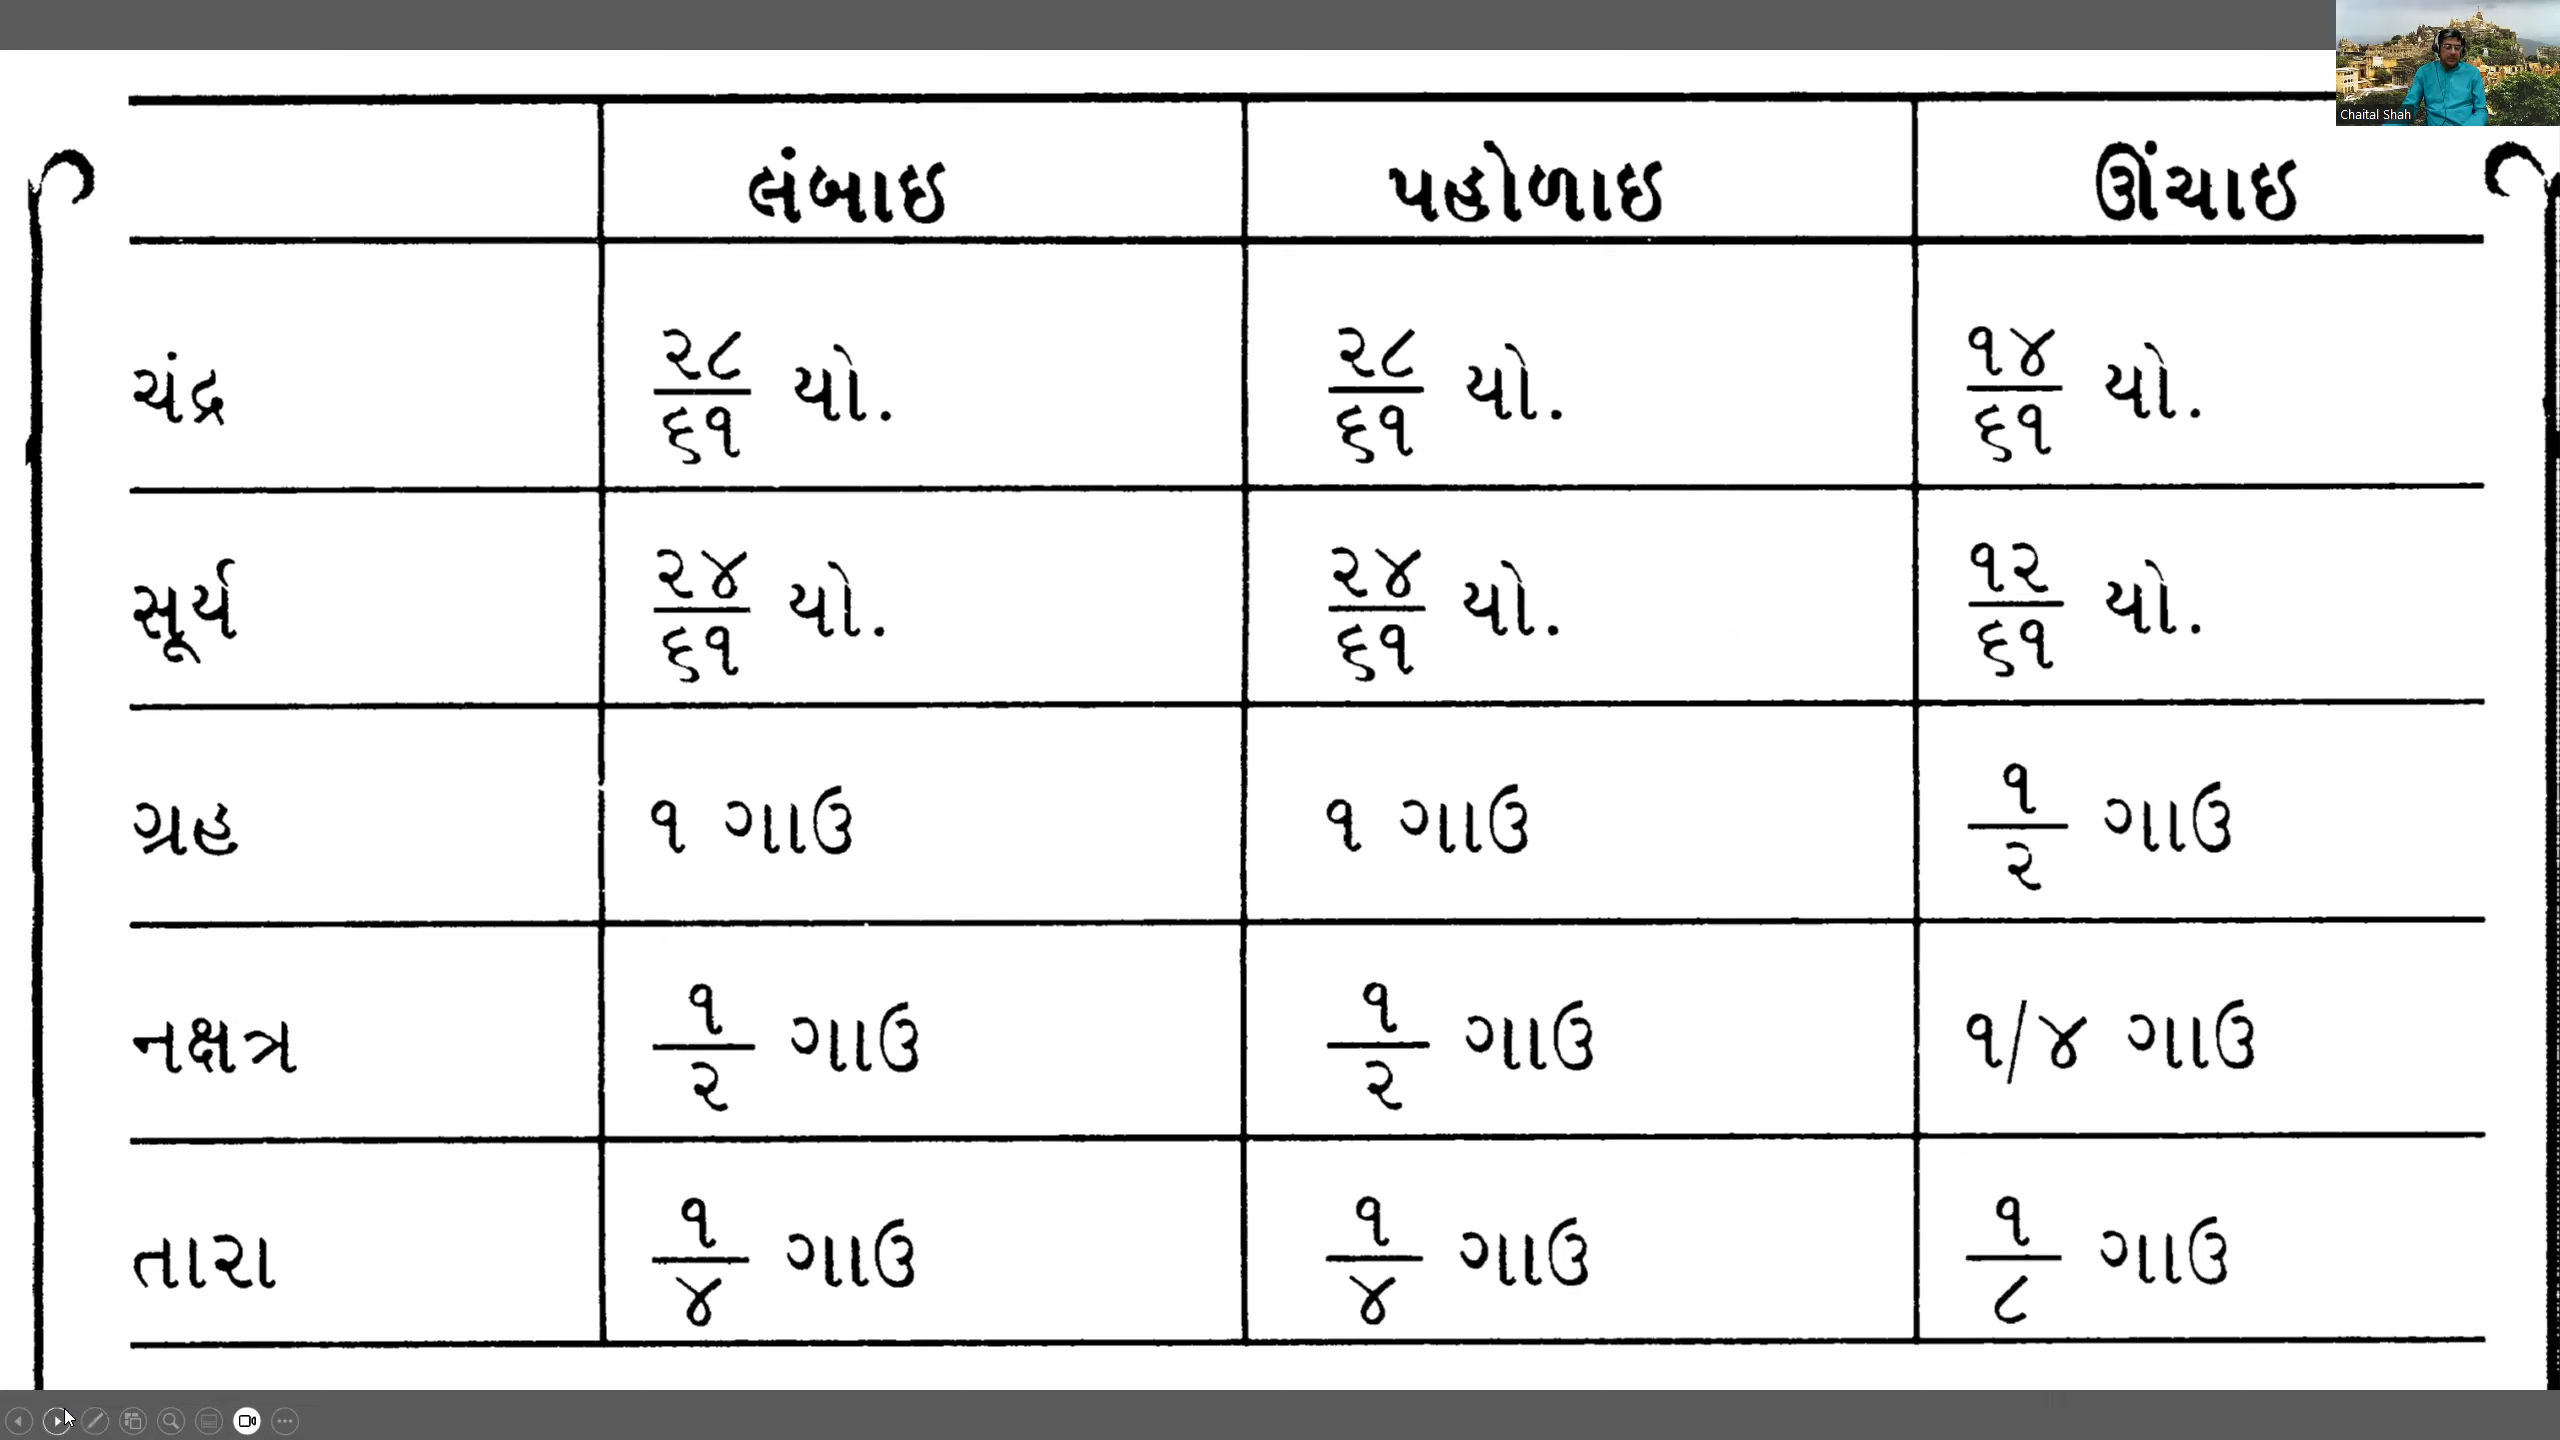 Chaital Shah
લંબાઇ પહોળાઇ ઊંચાઇ
ચંદ્ર ૨૮/૬૧ યો. ૨૮/૬૧ યો. ૧૪/૬૧ યો.
સૂર્ય ૨૪/૬૧ યો. ૨૪/૬૧ યો. ૧૨/૬૧ યો.
ગ્રહ ૧ ગાઉ ૧ ગાઉ ૧/૨ ગાઉ
નક્ષત્ર ૧/૨ ગાઉ ૧/૨ ગાઉ ૧/૪ ગાઉ
તારા ૧/૪ ગાઉ ૧/૪ ગાઉ ૧/૮ ગાઉ